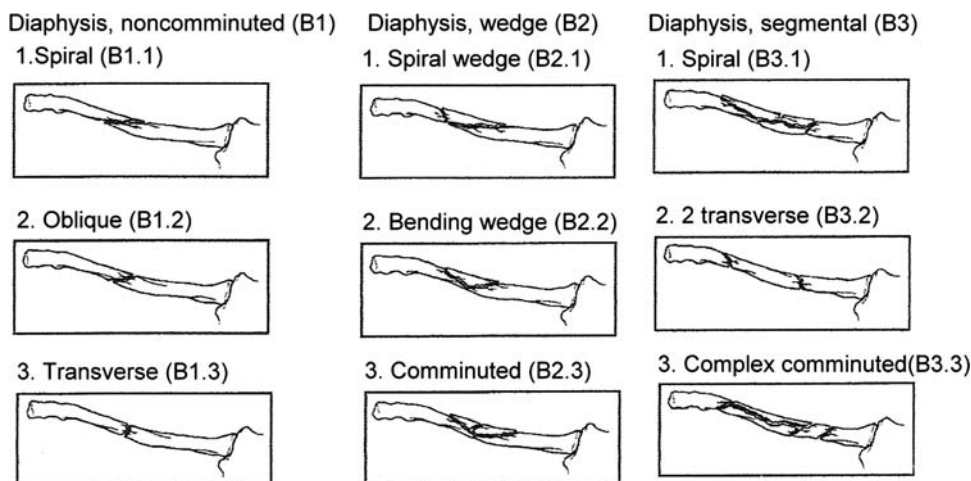 Diaphysis, noncomminuted (B1)
1.Spiral (B1.1)
2. Oblique (B1.2)
3. Transverse (B1.3)
Diaphysis, wedge (B2)
1. Spiral wedge (B2.1)
2. Bending wedge (B2.2)
3. Comminuted (B2.3)
Diaphysis, segmental (B3)
1. Spiral (B3.1)
2. 2 transverse (B3.2)
3. Complex comminuted(B3.3)